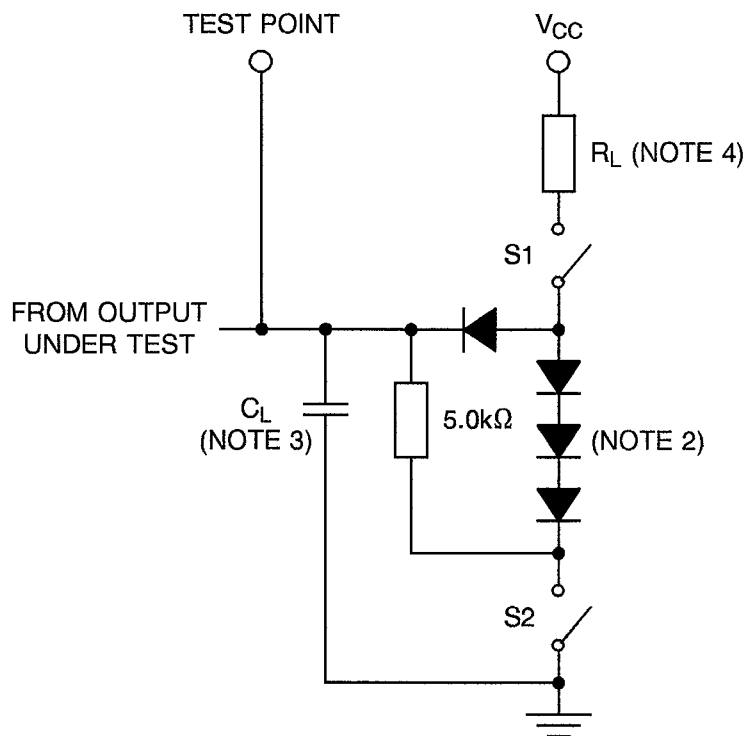 TEST POINT
VCC
RL (NOTE 4)
S1
FROM OUTPUT
UNDER TEST
CL
(NOTE 3)
5.0kΩ
(NOTE 2)
S2